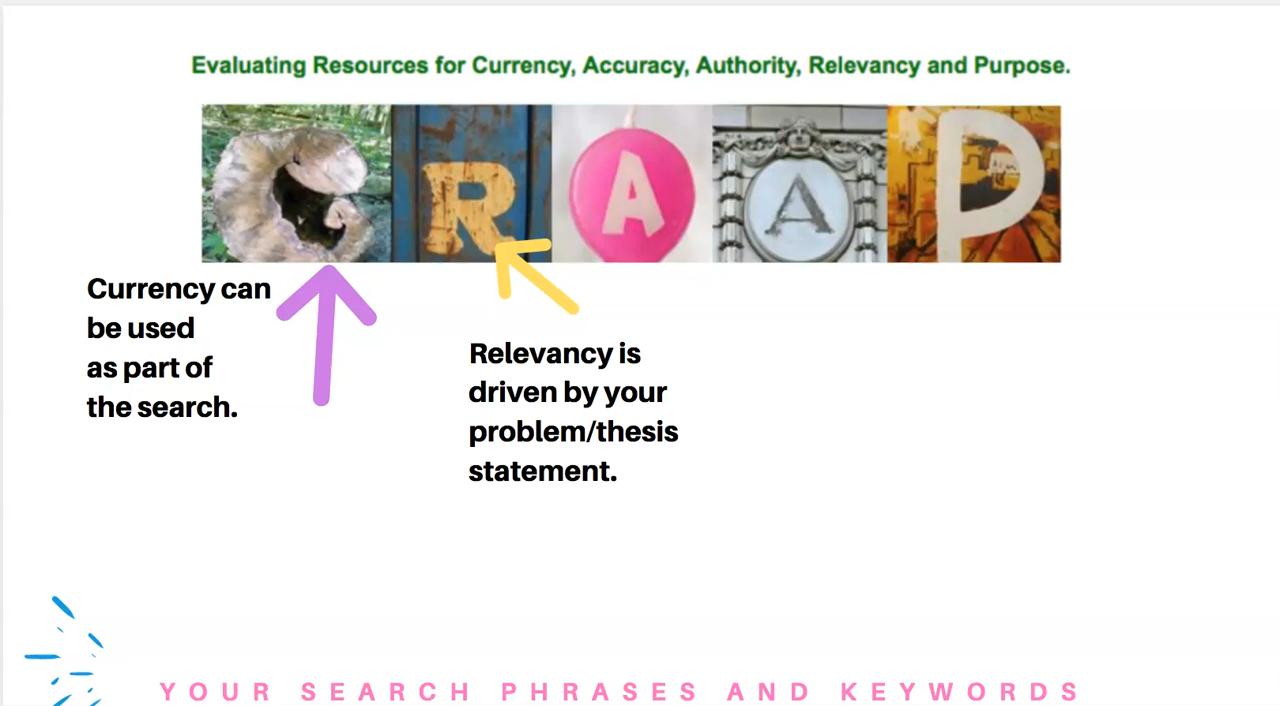 Evaluating Resources for Currency, Accuracy, Authority, Relevancy and Purpose.
CRAAP
Currency can
be used
as part of
the search.
Relevancy is
driven by your
problem/thesis
statement.
YOUR SEARCH PHRASES AND KEYWORDS